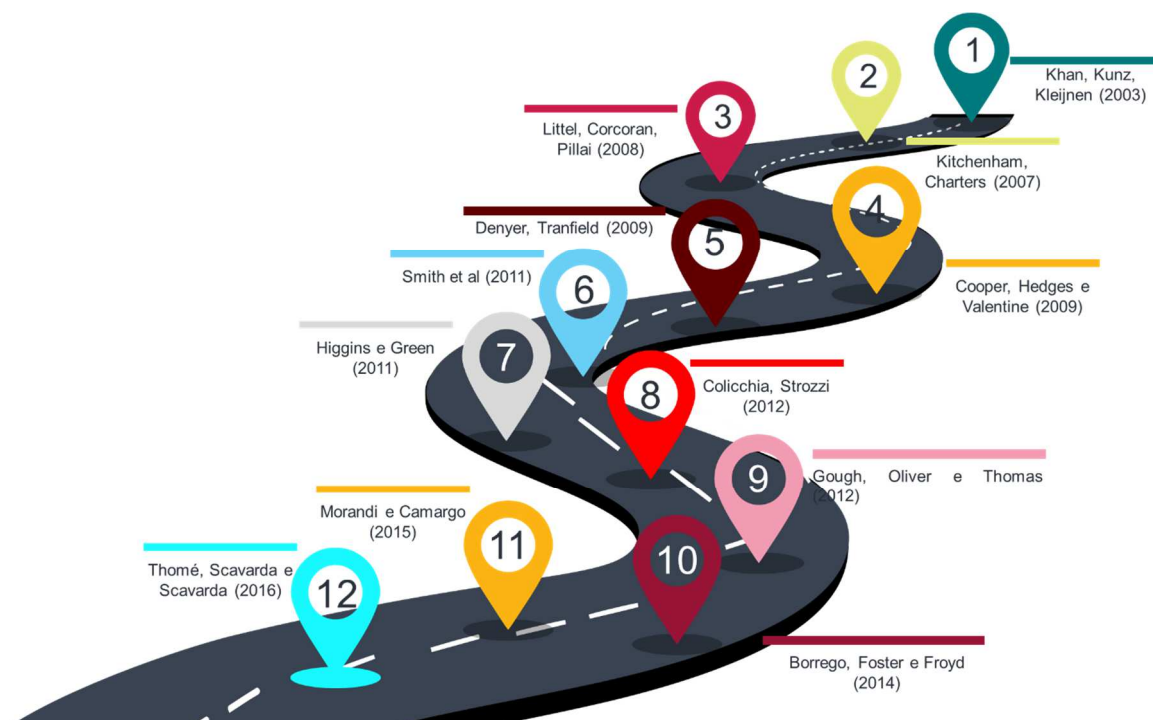 1
Khan, Kunz,
Kleijnen (2003)
2
Kitchenham,
Charters (2007)
3
Littel, Corcoran,
Pillai (2008)
4
Cooper, Hedges e
Valentine (2009)
5
Denyer, Tranfield (2009)
6
Smith et al (2011)
7
Higgins e Green
(2011)
8
Colicchia, Strozzi
(2012)
9
Gough, Oliver e Thomas
(2012)
10
Borrego, Foster e Froyd
(2014)
11
Morandi e Camargo
(2015)
12
Thomé, Scavarda e
Scavarda (2016)